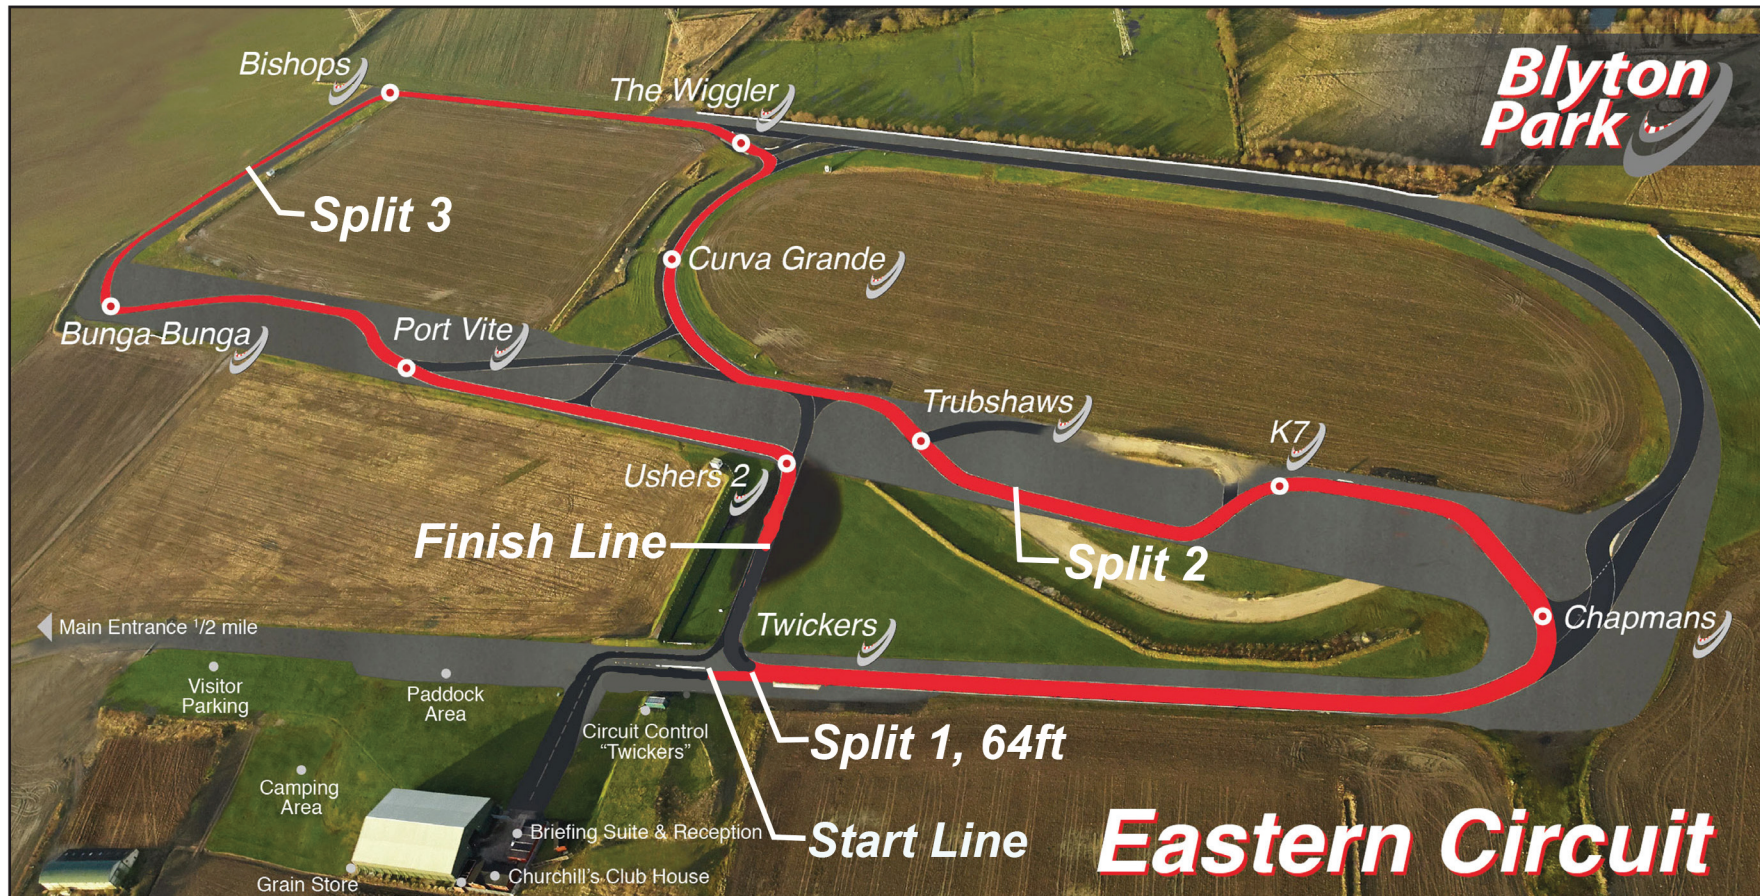 Bishops
The Wiggler
Blyton
Park
Split 3
Curva Grande
Bunga Bunga
Port Vite
Trubshaws
K7
Ushers 2
Finish Line
Split 2
Main Entrance 1/2 mile
Twickers
Chapmans
Visitor
Parking
Paddock
Area
Circuit Control
"Twickers"
Split 1, 64ft
Camping
Area
Briefing Suite & Reception
Start Line
Eastern Circuit
Churchill's Club House
Grain Store